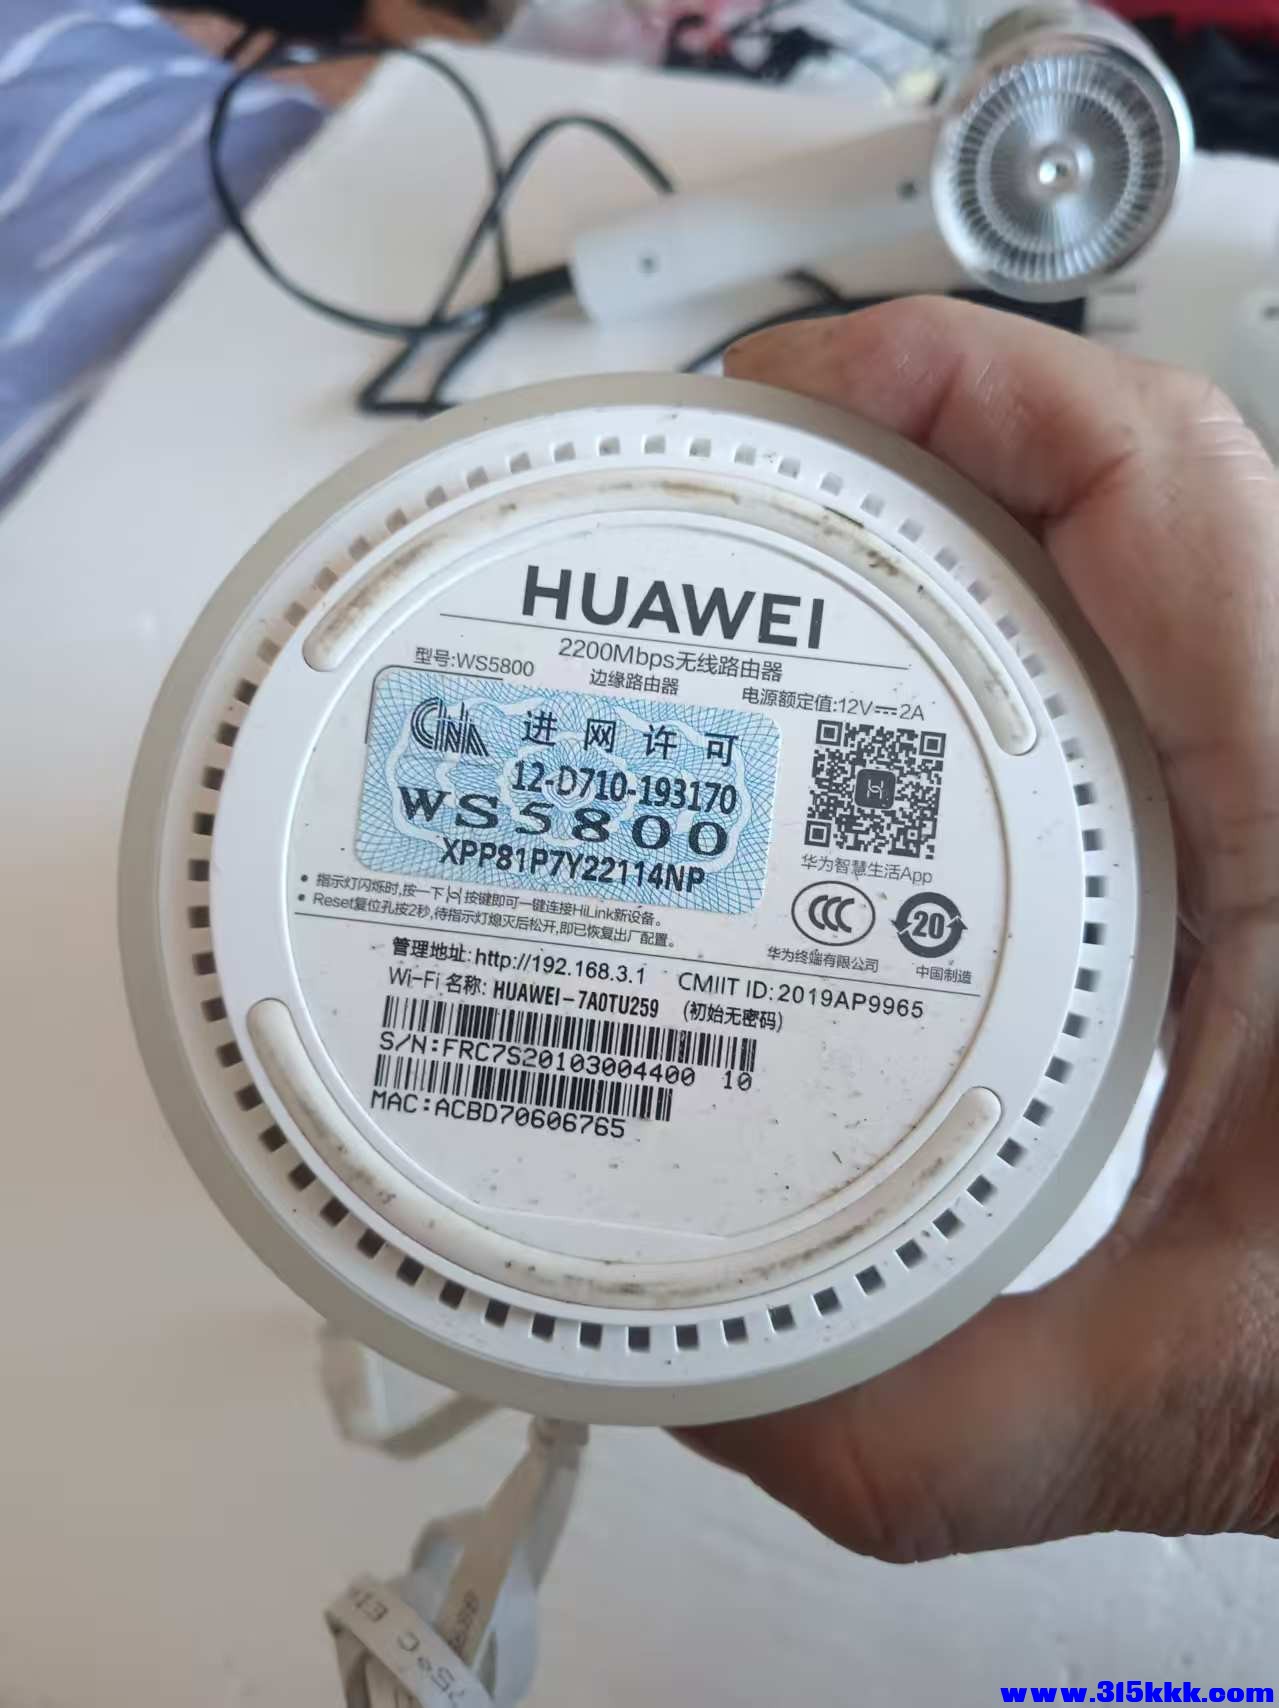 HUAWEI
2200Mbps无线路由器
型号:WS5800
边缘路由器
电源额定值:12V⎓2A
CNA 进网许可
12-D710-193170
WS5800
XPP81P7Y22114NP
华为智慧生活App
• 指示灯闪烁时,按一下 H 按键即可一键连接HiLink新设备。
• Reset复位孔按2秒,待指示灯熄灭后松开,即已恢复出厂配置。
CCC
20
华为终端有限公司
中国制造
管理地址:http://192.168.3.1
CMIIT ID:2019AP9965
Wi-Fi 名称: HUAWEI-7A0TU259 (初始无密码)
S/N:FRC7S20103004400 10
MAC:ACBD70606765
75°C
www.315kkk.com